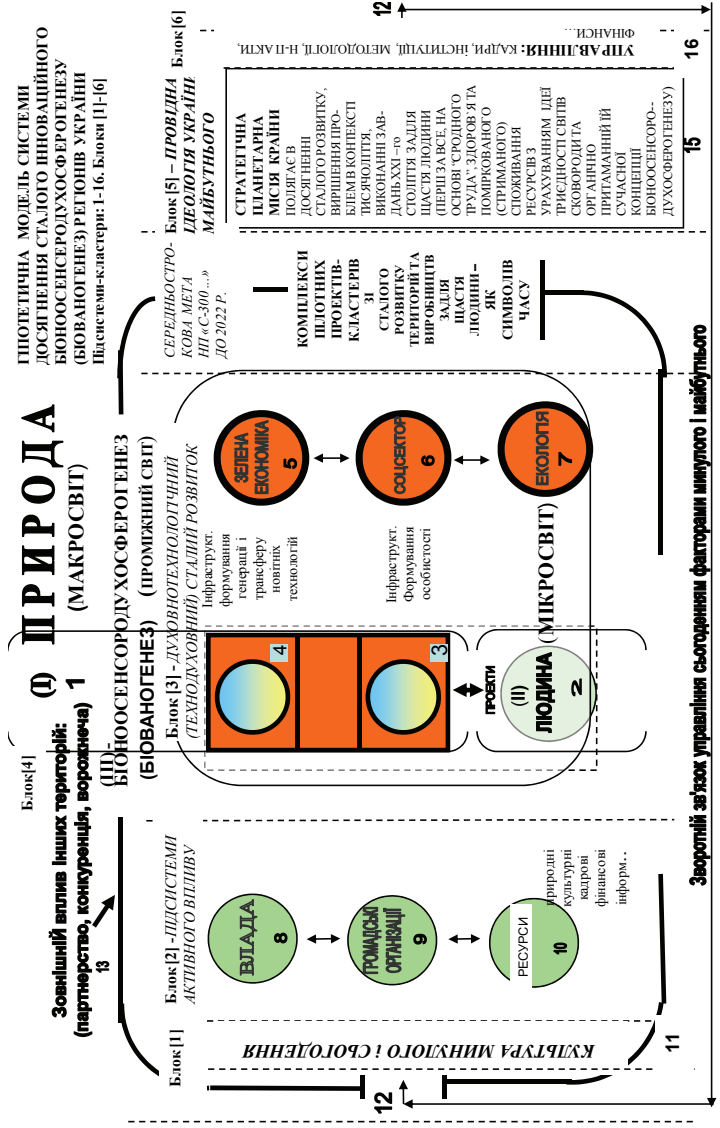 ГІПОТЕТИЧНА МОДЕЛЬ СИСТЕМИ
ДОСЯГНЕННЯ СТАЛОГО ІННОВАЦІЙНОГО
БІОНООСЕНСЕРОДУХОСФЕРОГЕНЕЗУ
(БІОВАНОГЕНЕЗ) РЕГІОНІВ УКРАЇНИ
Підсистеми-кластери: 1-16. Блоки [1]-[6]
(I) ПРИРОДА
(МАКРОСВІТ)
1
Блок[4]
Зовнішній вплив інших територій:
(партнерство, конкуренція, ворожнеча)
13
(III) -
БІОНООСЕНСОРОДУХОСФЕРОГЕНЕЗ
(БІОВАНОГЕНЕЗ) (ПРОМІЖНИЙ СВІТ)
Блок [1]
КУЛЬТУРА МИНУЛОГО і СЬОГОДЕННЯ
11
12
Блок [2] -ПІДСИСТЕМИ
АКТИВНОГО ВПЛИВУ
ВЛАДА
8
ГРОМАДСЬКІ
ОРГАНІЗАЦІЇ
9
РЕСУРСИ
10
природні
культурні
кадрові
фінансові
інформ..
Блок [3] -ДУХОВНОТЕХНОЛОГІЧНИЙ
(ТЕХНОДУХОВНИЙ) СТАЛИЙ РОЗВИТОК
4
3
ПРОЕКТИ
(II)
ЛЮДИНА (МІКРОСВІТ)
2
Інфраструкт.
формування
генерації і
трансферу
новітніх
технологій
Інфраструкт.
Формування
особистості
ЗЕЛЕНА
ЕКОНОМІКА
5
СОЦСЕКТОР
6
ЕКОЛОГІЯ
7
СЕРЕДНЬОСТРО-
КОВА МЕТА
НП «С-300...»
ДО 2022 Р.
КОМПЛЕКСИ
ПІЛОТНИХ
ПРОЕКТІВ-
КЛАСТЕРІВ
ЗІ
СТАЛОГО
РОЗВИТКУ
ТЕРИТОРІЙ ТА
ВИРОБНИЦТВ
ЗАДЛЯ
ЩАСТЯ
ЛЮДИНИ –
ЯК
СИМВОЛІВ
ЧАСУ
Блок [5] – ПРОВІДНА
ІДЕОЛОГІЯ УКРАЇНИ
МАЙБУТНЬОГО
СТРАТЕГІЧНА
ПЛАНЕТАРНА
МІСІЯ КРАЇНИ
ПОЛЯГАЄ В
ДОСЯГНЕННІ
СТАЛОГО РОЗВИТКУ,
ВИРІШЕННЯ ПРО-
БЛЕМ В КОНТЕКСТІ
ТИСЯЧОЛІТТЯ,
ВИКОНАННІ ЗАВ-
ДАНЬ ХХІ –го
СТОЛІТТЯ ЗАДЛЯ
ЩАСТЯ ЛЮДИНИ
(ПЕРШ ЗА ВСЕ, НА
ОСНОВІ "СРОДНОГО
ТРУДА", ЗДОРОВ'Я ТА
ПОМІРКОВАНОГО
(СТРИМАНОГО)
СПОЖИВАННЯ
РЕСУРСІВ З
УРАХУВАННЯМ ІДЕЇ
ТРИЄДНОСТІ СВІТІВ
СКОВОРОДИ ТА
ОРГАНІЧНО
ПРИТАМАННІЙ ЇЙ
СУЧАСНОЇ
КОНЦЕПЦІЇ
БІОНООСЕНСОРО--
ДУХОСФЕРОГЕНЕЗУ)
15
Блок [6]
УПРАВЛІННЯ: КАДРИ, ІНСТИТУЦІЇ, МЕТОДОЛОГІЇ, Н-П АКТИ,
ФІНАНСИ...
16
12
Зворотній зв'язок управління сьогоденням факторами минулого і майбутнього